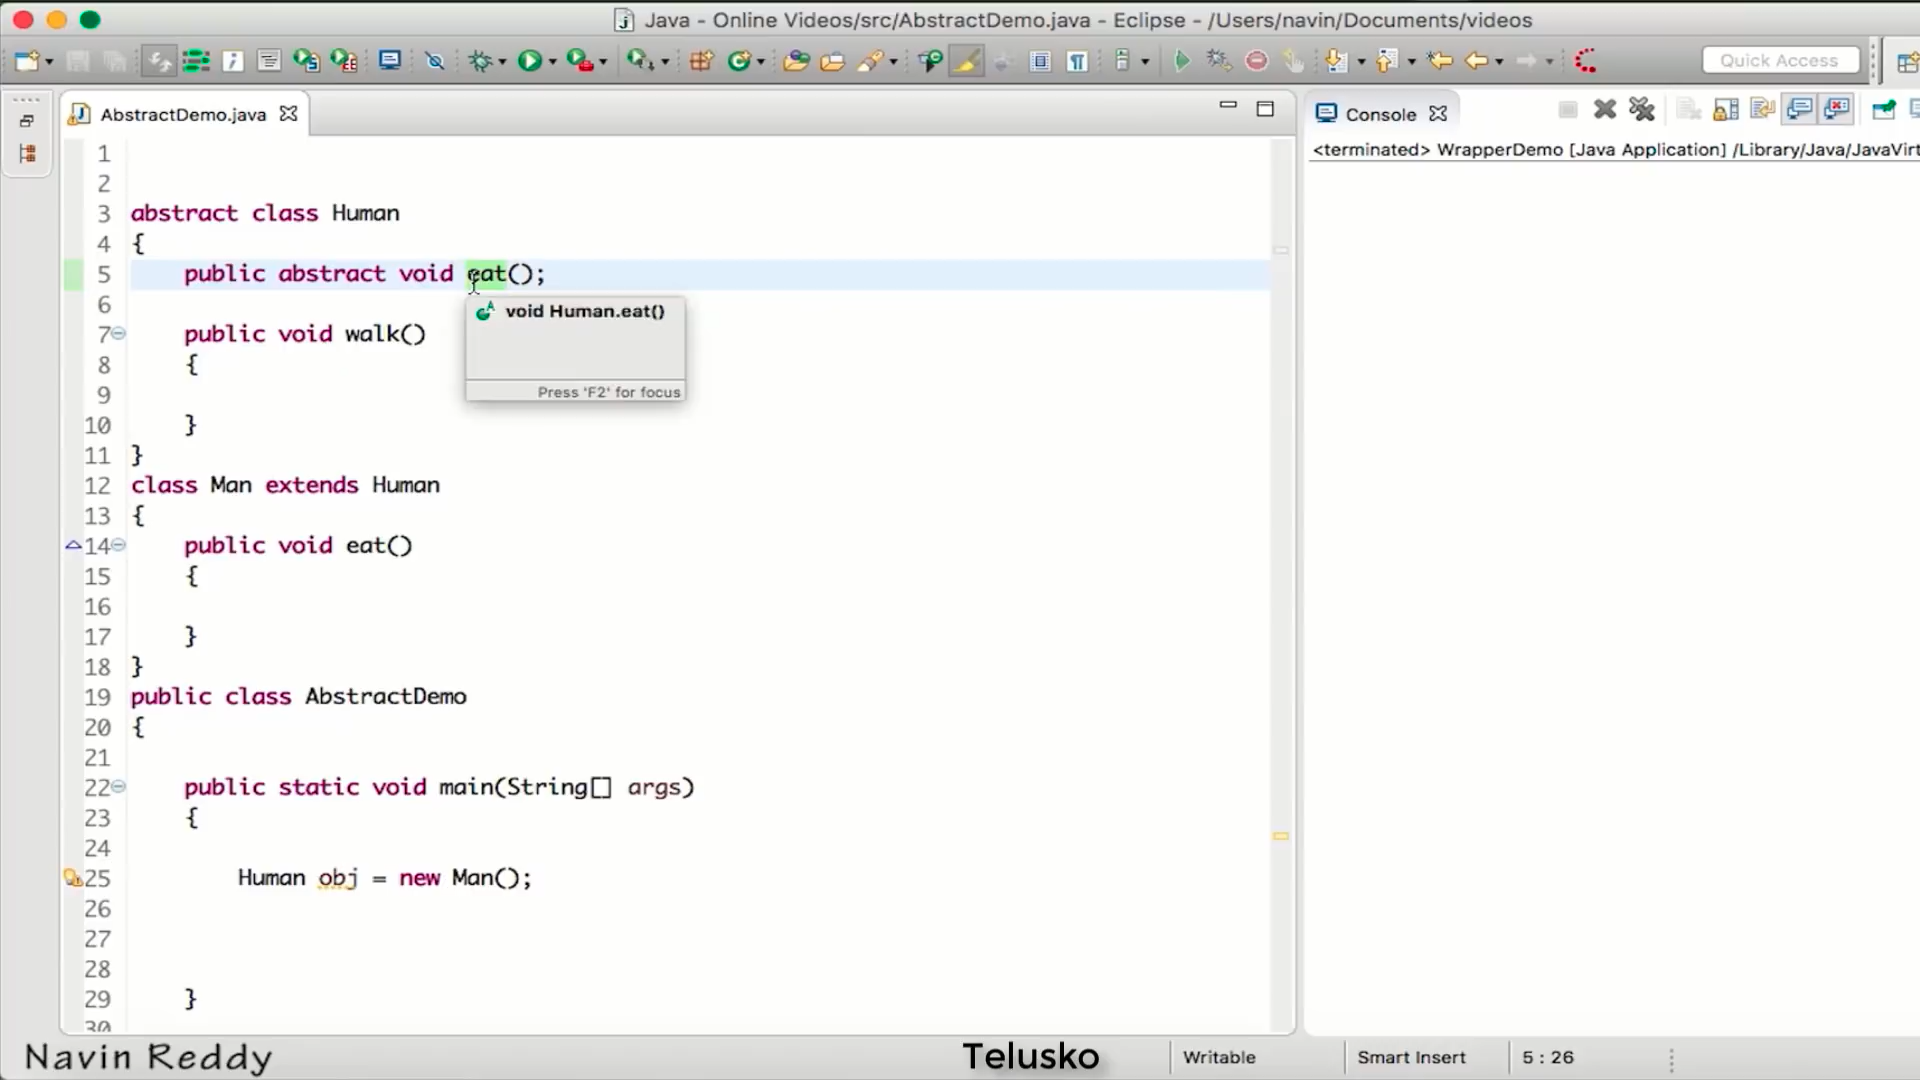 Java - Online Videos/src/AbstractDemo.java - Eclipse - /Users/navin/Documents/videos
Quick Access
AbstractDemo.java
1
2
3 abstract class Human
4 {
5 public abstract void eat();
6
7 public void walk()
8 {
9
10 }
11 }
12 class Man extends Human
13 {
14 public void eat()
15 {
16
17 }
18 }
19 public class AbstractDemo
20 {
21
22 public static void main(String[] args)
23 {
24
25 Human obj = new Man();
26
27
28
29 }
30
void Human.eat()
Press 'F2' for focus
Console
<terminated> WrapperDemo [Java Application] /Library/Java/JavaVirt
Navin Reddy
Telusko
Writable
Smart Insert
5 : 26